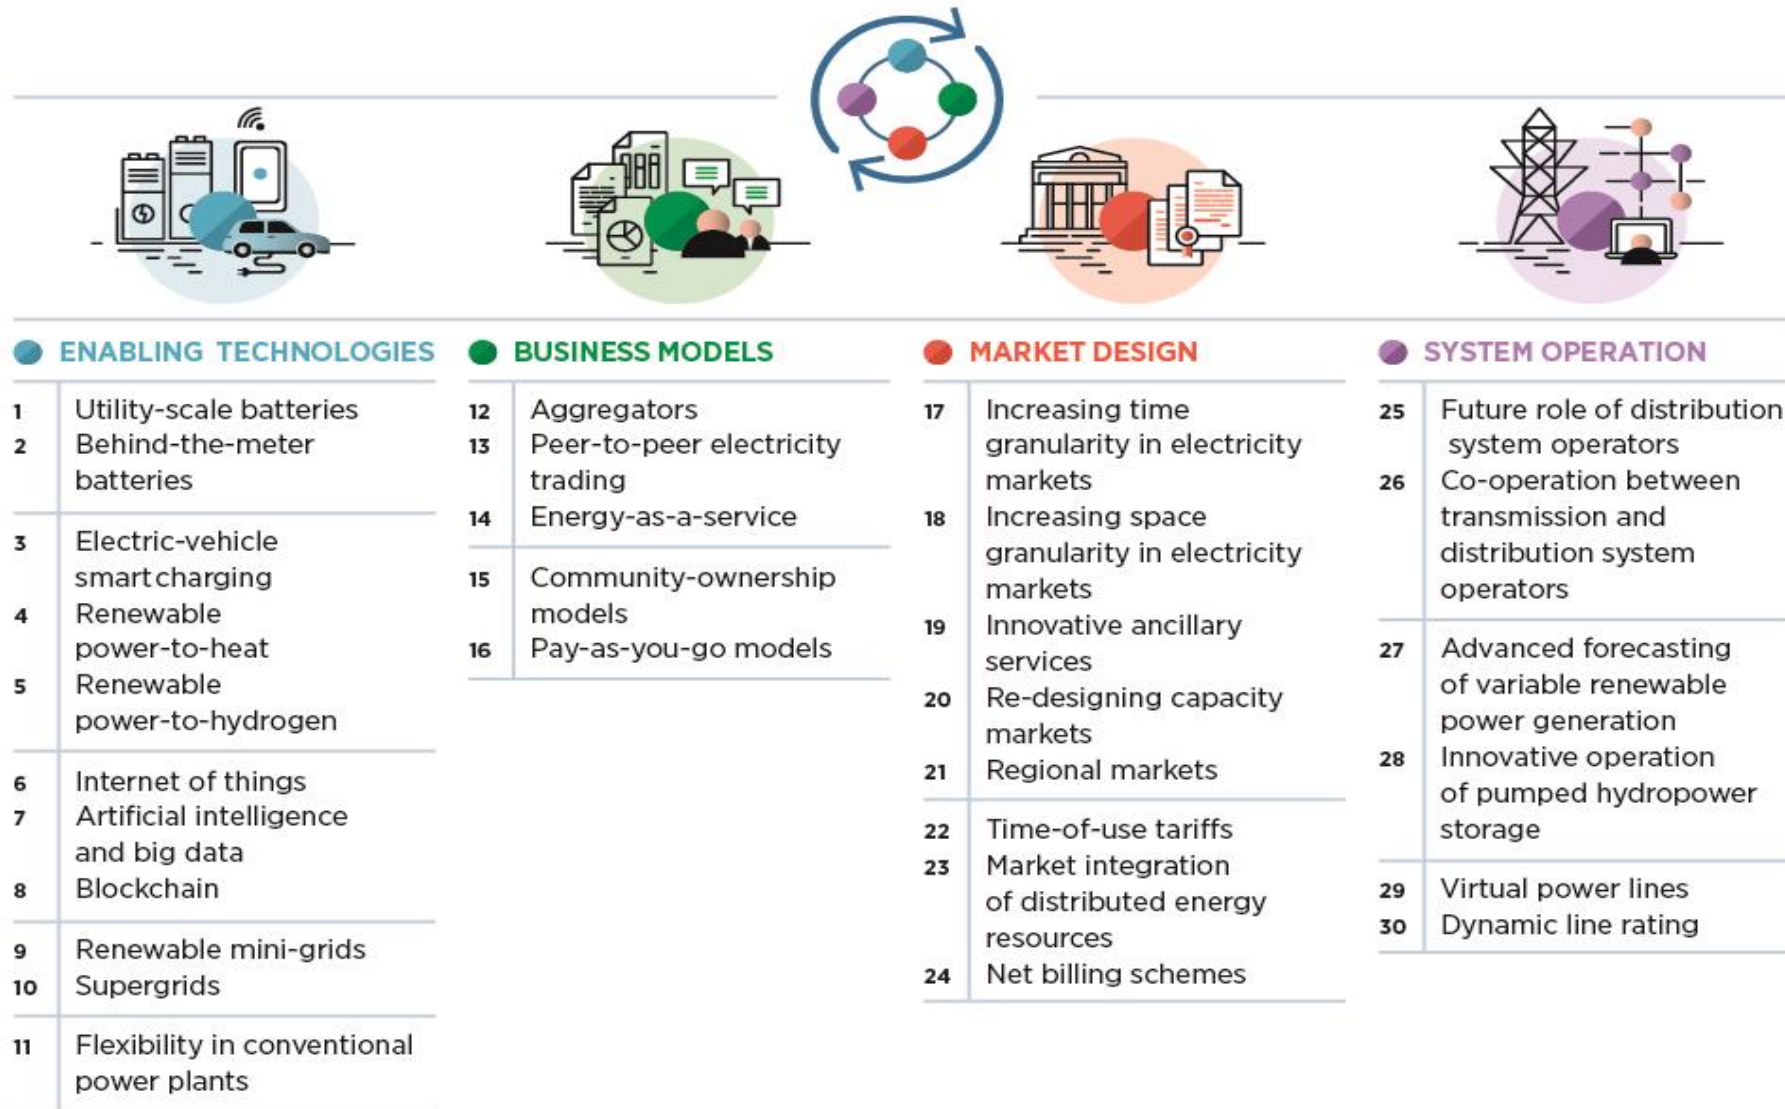 ENABLING TECHNOLOGIES
1 Utility-scale batteries
2 Behind-the-meter
batteries
3 Electric-vehicle
smart charging
4 Renewable
power-to-heat
5 Renewable
power-to-hydrogen
6 Internet of things
7 Artificial intelligence
and big data
8 Blockchain
9 Renewable mini-grids
10 Supergrids
11 Flexibility in conventional
power plants
BUSINESS MODELS
12 Aggregators
13 Peer-to-peer electricity
trading
14 Energy-as-a-service
15 Community-ownership
models
16 Pay-as-you-go models
MARKET DESIGN
17 Increasing time
granularity in electricity
markets
18 Increasing space
granularity in electricity
markets
19 Innovative ancillary
services
20 Re-designing capacity
markets
21 Regional markets
22 Time-of-use tariffs
23 Market integration
of distributed energy
resources
24 Net billing schemes
SYSTEM OPERATION
25 Future role of distribution
system operators
26 Co-operation between
transmission and
distribution system
operators
27 Advanced forecasting
of variable renewable
power generation
28 Innovative operation
of pumped hydropower
storage
29 Virtual power lines
30 Dynamic line rating